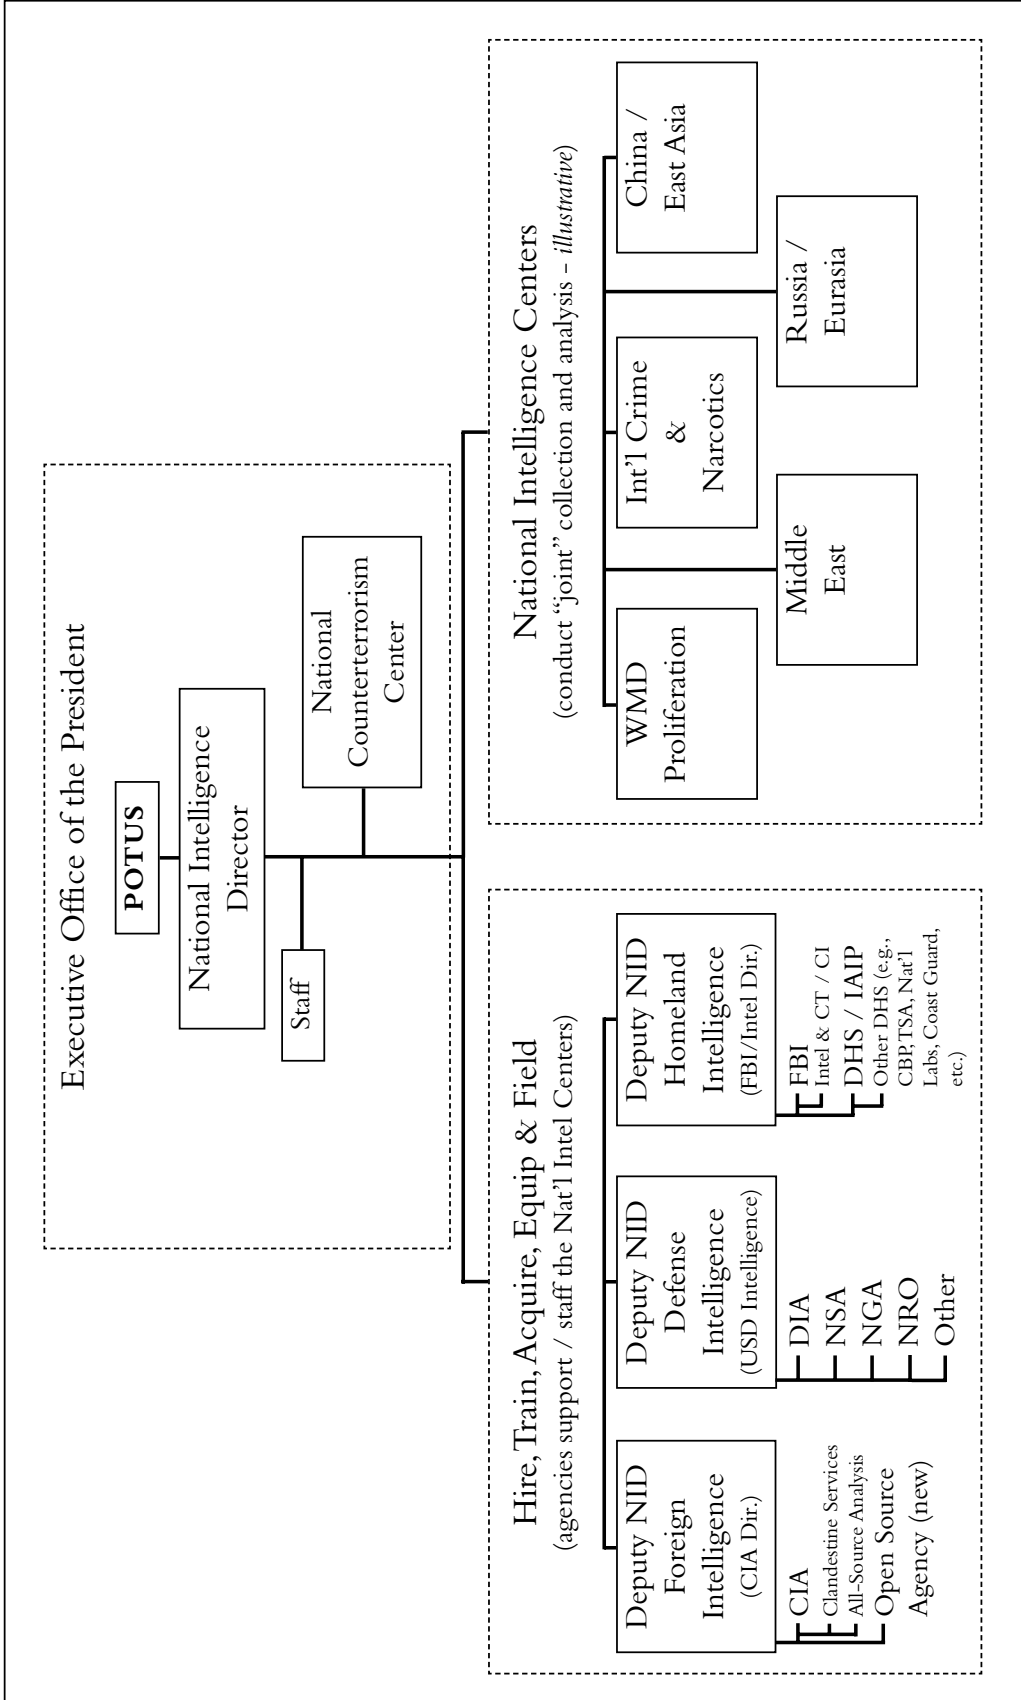 Executive Office of the President
POTUS
National Intelligence
Director
Staff
National
Counterterrorism
Center
Hire, Train, Acquire, Equip & Field
(agencies support / staff the Nat'l Intel Centers)
Deputy NID
Foreign
Intelligence
(CIA Dir.)
CIA
Clandestine Services
All-Source Analysis
Open Source
Agency (new)
Deputy NID
Defense
Intelligence
(USD Intelligence)
DIA
NSA
NGA
NRO
Other
Deputy NID
Homeland
Intelligence
(FBI/Intel Dir.)
FBI
Intel & CT / CI
DHS / IAIP
Other DHS (e.g.,
CBP, TSA, Nat'l
Labs, Coast Guard,
etc.)
National Intelligence Centers
(conduct “joint” collection and analysis – illustrative)
WMD
Proliferation
Middle
East
Int'l Crime
&
Narcotics
Russia /
Eurasia
China /
East Asia